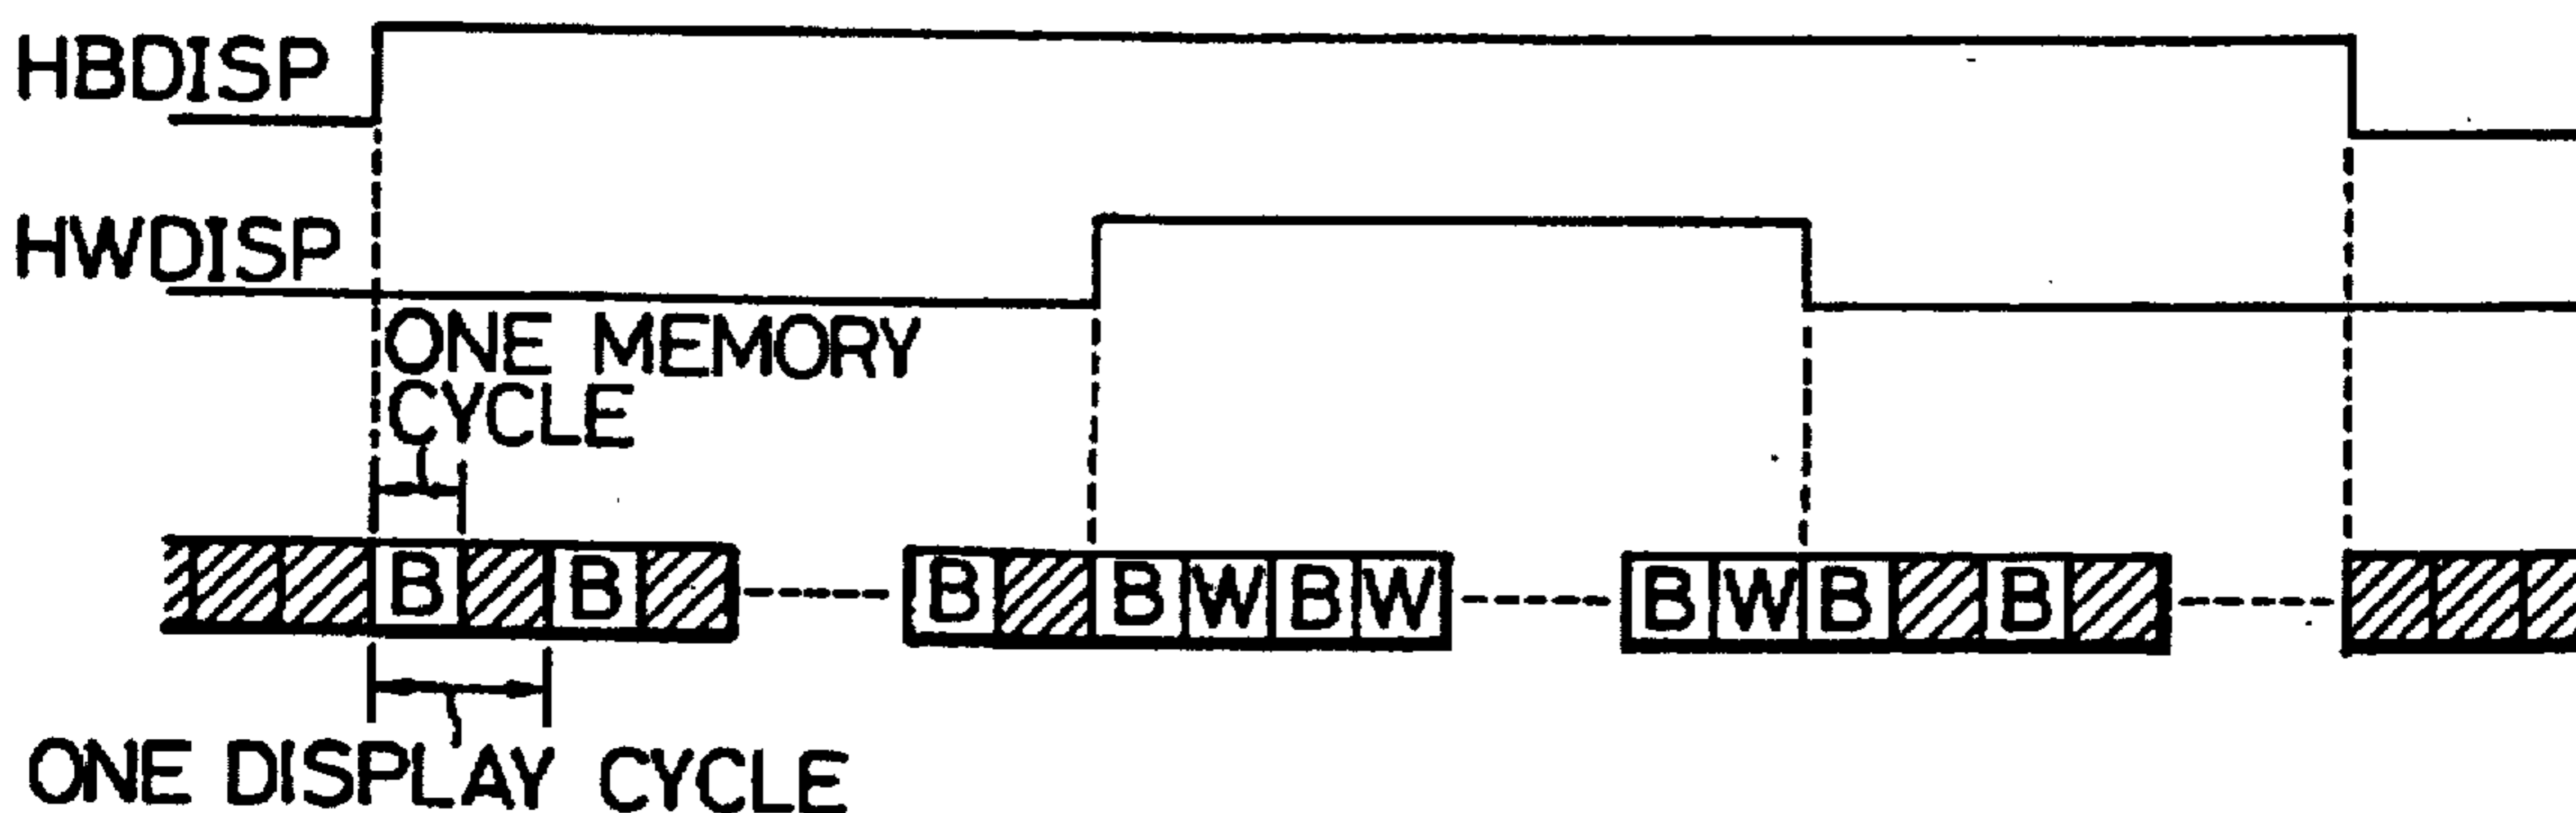 HBDISP
HWDISP
ONE MEMORY
CYCLE
B B B B W B W B W B B
ONE DISPLAY CYCLE